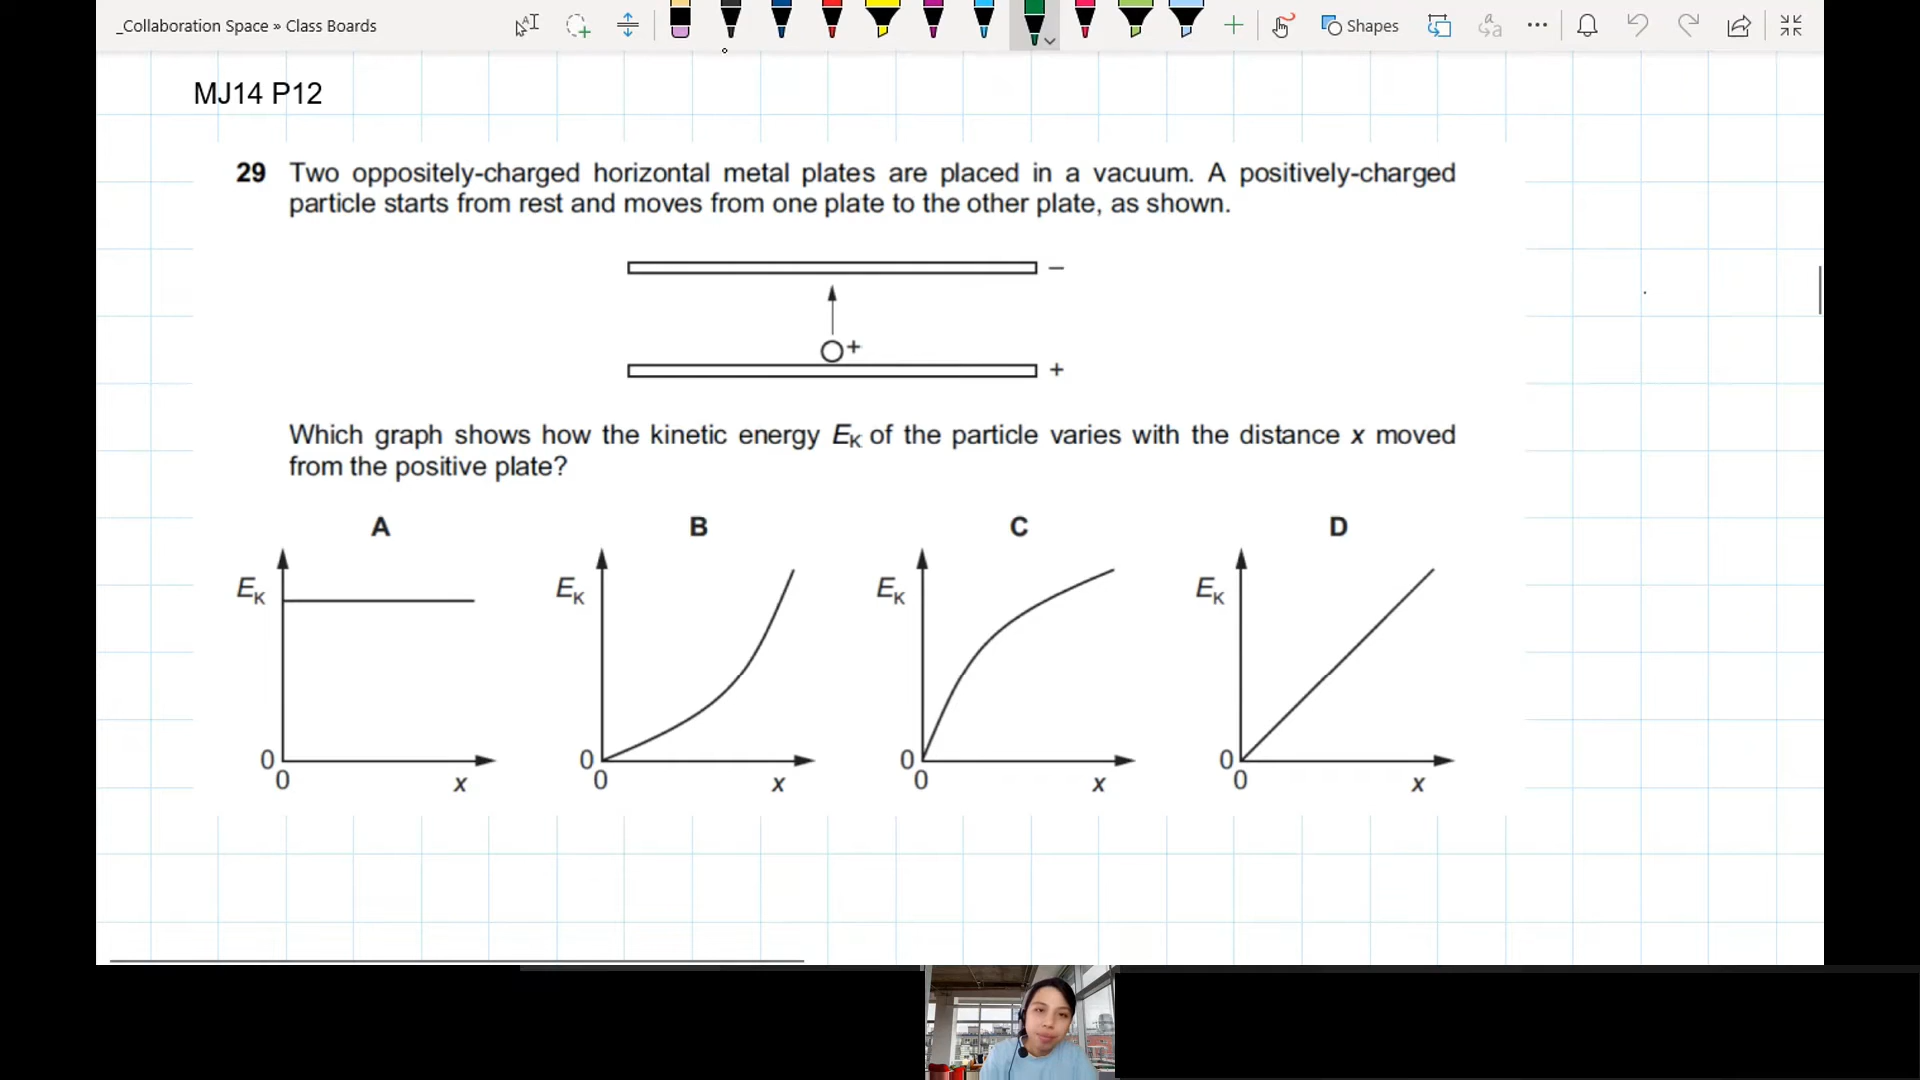 _Collaboration Space » Class Boards
Shapes
MJ14 P12
29 Two oppositely-charged horizontal metal plates are placed in a vacuum. A positively-charged
particle starts from rest and moves from one plate to the other plate, as shown.
–
+
+
Which graph shows how the kinetic energy EK of the particle varies with the distance x moved
from the positive plate?
A B C D
EK EK EK EK
0 0 0 0
0 x 0 x 0 x 0 x